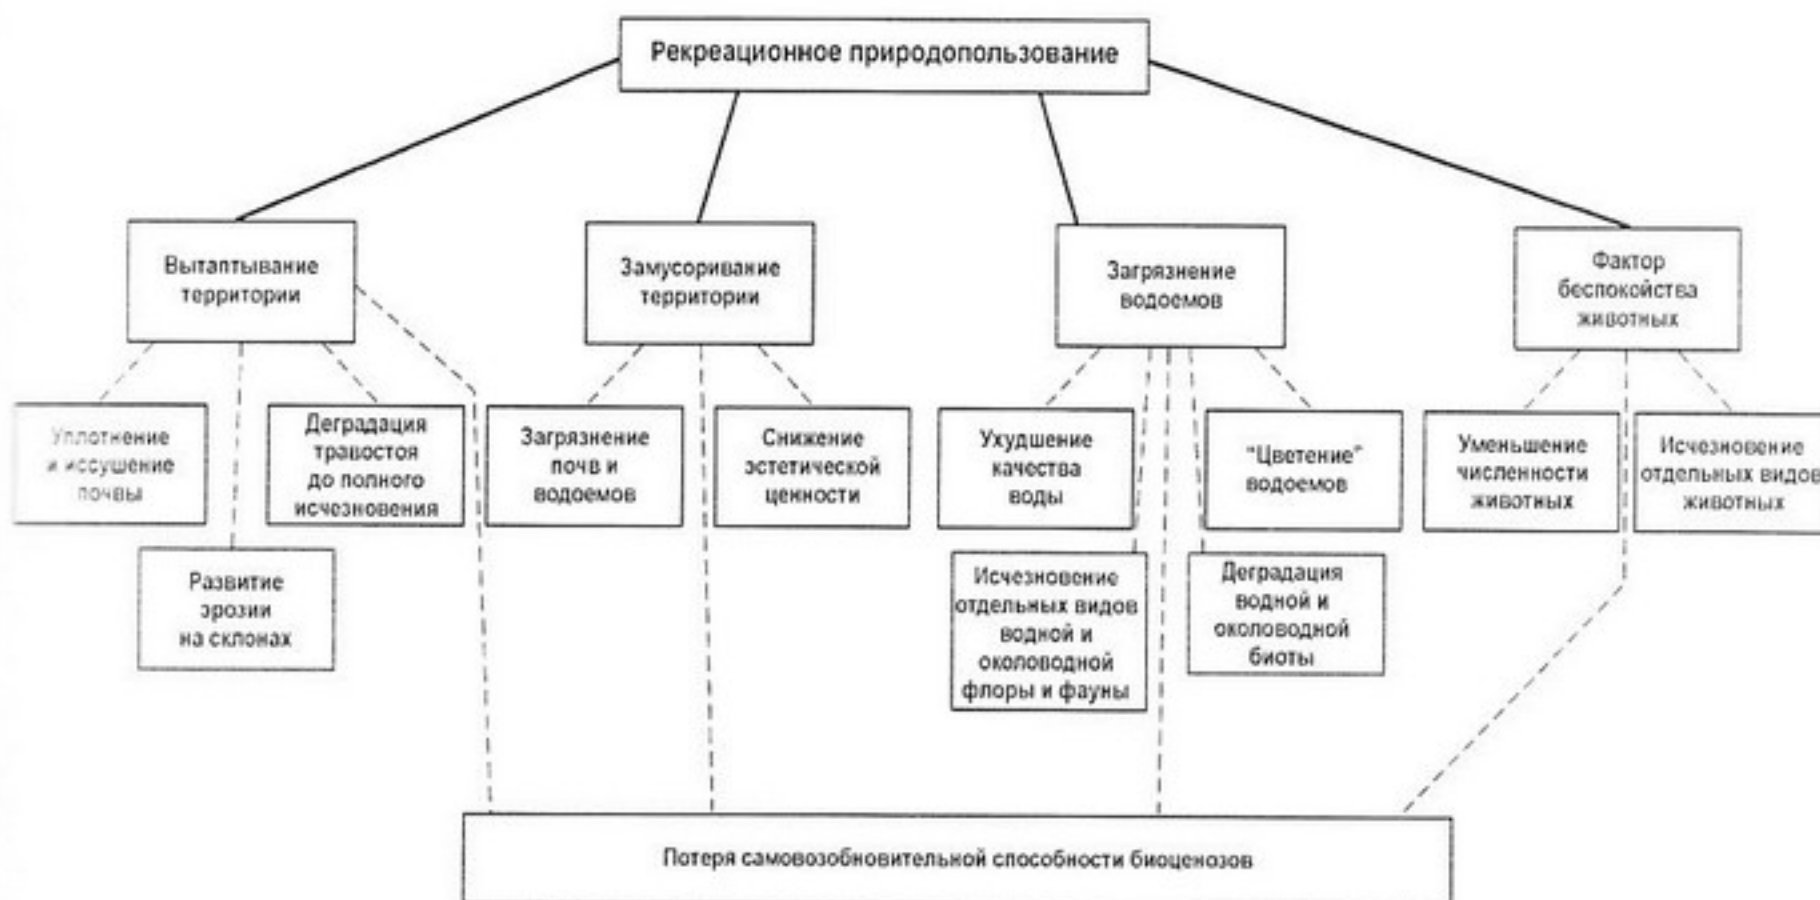 Рекреационное природопользование
Вытаптывание
территории
Замусоривание
территории
Загрязнение
водоемов
Фактор
беспокойства
животных
Уплотнение
и иссушение
почвы
Деградация
травостоя
до полного
исчезновения
Загрязнение
почв и
водоемов
Снижение
эстетической
ценности
Ухудшение
качества
воды
"Цветение"
водоемов
Уменьшение
численности
животных
Исчезновение
отдельных видов
животных
Развитие
эрозии
на склонах
Исчезновение
отдельных видов
водной и
околоводной
флоры и фауны
Деградация
водной и
околоводной
биоты
Потеря самовозобновительной способности биоценозов